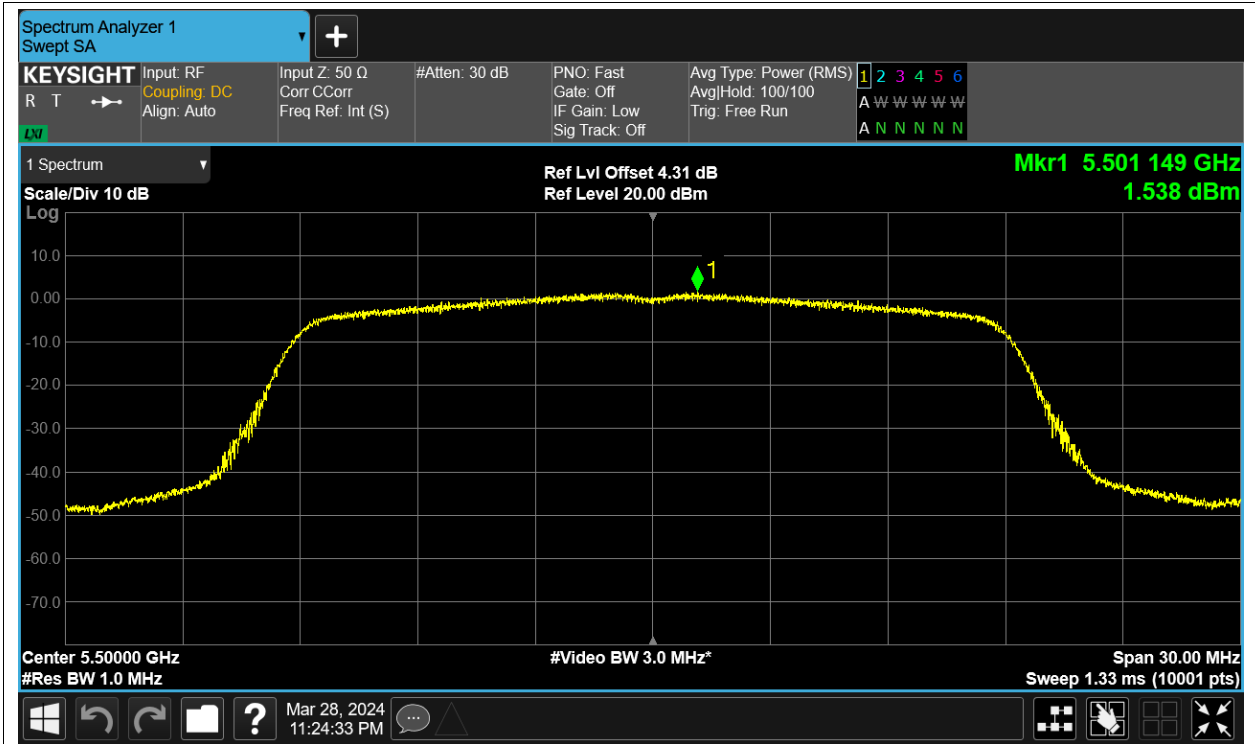 Spectrum Analyzer 1
Swept SA
+
KEYSIGHT
R T
LXI
Input: RF
Coupling: DC
Align: Auto
Input Z: 50 Ω
Corr CCorr
Freq Ref: Int (S)
#Atten: 30 dB
PNO: Fast
Gate: Off
IF Gain: Low
Sig Track: Off
Avg Type: Power (RMS)
Avg|Hold: 100/100
Trig: Free Run
1 2 3 4 5 6
A W W W W W
A N N N N N
1 Spectrum
Scale/Div 10 dB
Log
Ref Lvl Offset 4.31 dB
Ref Level 20.00 dBm
Mkr1 5.501 149 GHz
1.538 dBm
1
10.0
0.00
-10.0
-20.0
-30.0
-40.0
-50.0
-60.0
-70.0
Center 5.50000 GHz
#Res BW 1.0 MHz
#Video BW 3.0 MHz*
Span 30.00 MHz
Sweep 1.33 ms (10001 pts)
?
Mar 28, 2024
11:24:33 PM